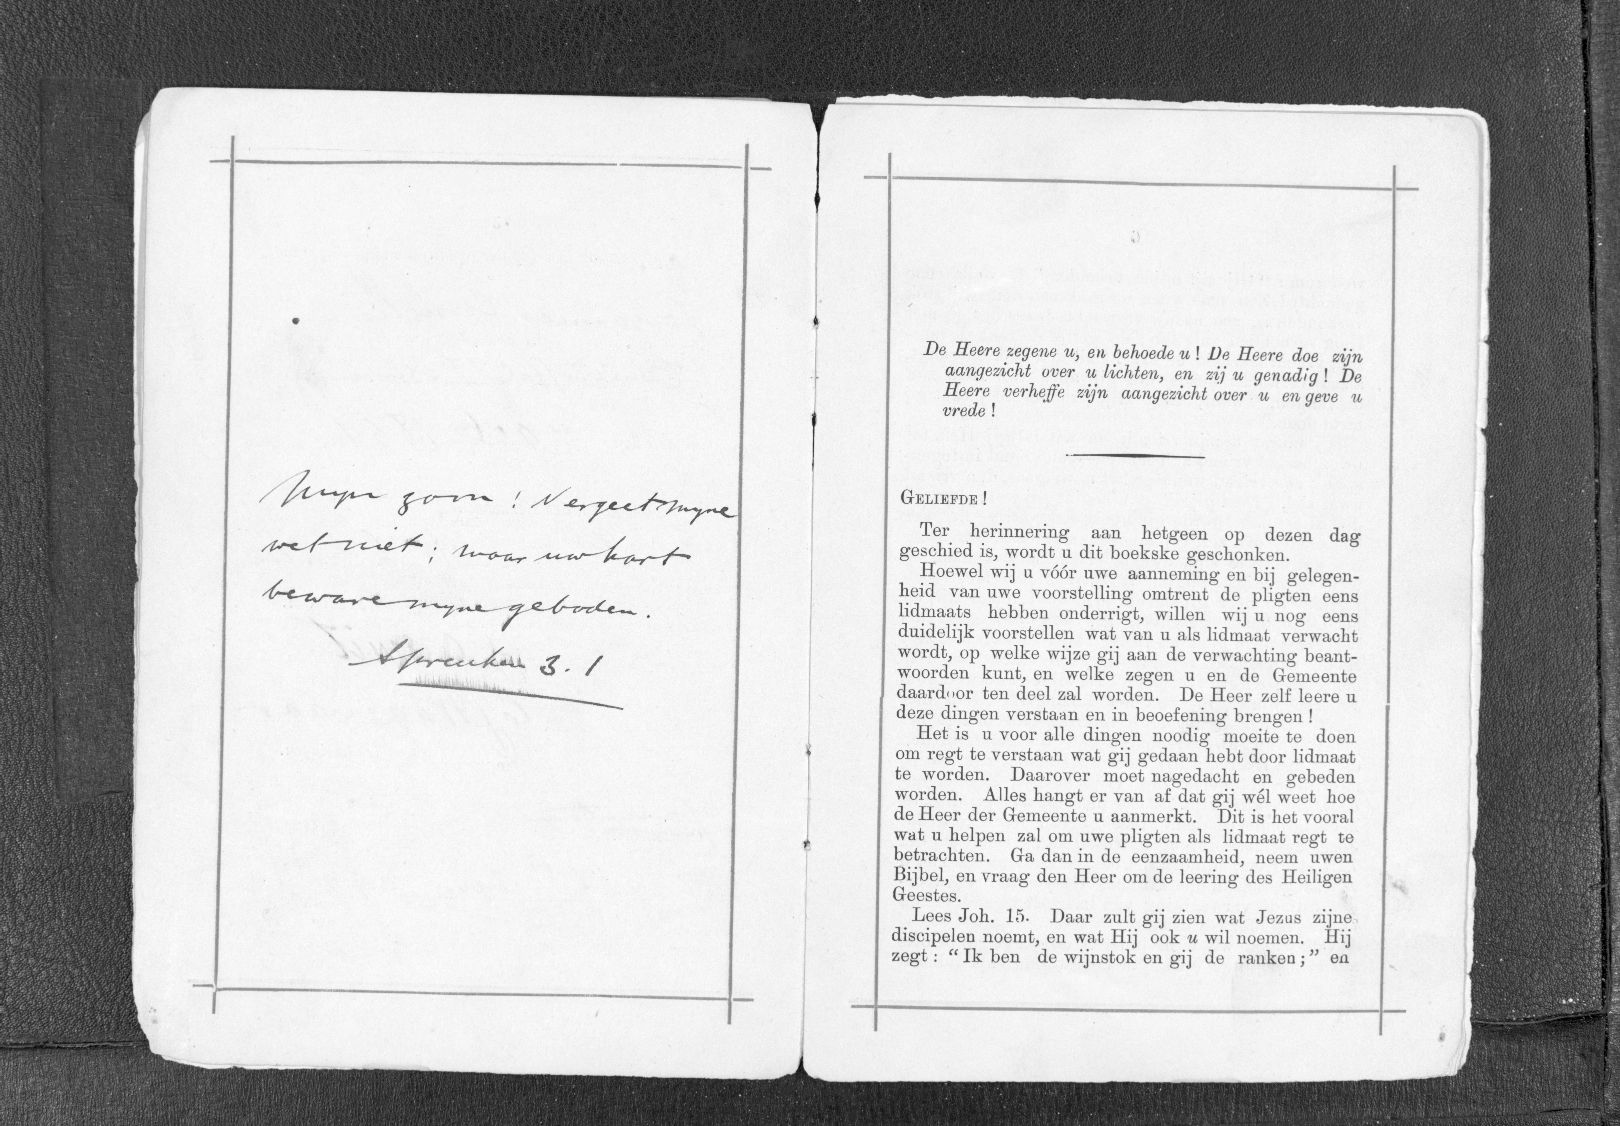 Myn zoon! Vergeet myne
wet niet; maar uw hart
beware myne geboden.
Spreuken 3.1
De Heere zegene u, en behoede u! De Heere doe zijn
aangezicht over u lichten, en zij u genadig! De
Heere verheffe zijn aangezicht over u en geve u
vrede!
GELIEFDE!
Ter herinnering aan hetgeen op dezen dag
geschied is, wordt u dit boekske geschonken.
Hoewel wij u vóór uwe aanneming en bij gelegen-
heid van uwe voorstelling omtrent de pligten eens
lidmaats hebben onderrigt, willen wij u nog eens
duidelijk voorstellen wat van u als lidmaat verwacht
wordt, op welke wijze gij aan de verwachting beant-
woorden kunt, en welke zegen u en de Gemeente
daardoor ten deel zal worden. De Heer zelf leere u
deze dingen verstaan en in beoefening brengen!
Het is u voor alle dingen noodig moeite te doen
om regt te verstaan wat gij gedaan hebt door lidmaat
te worden. Daarover moet nagedacht en gebeden
worden. Alles hangt er van af dat gij wél weet hoe
de Heer der Gemeente u aanmerkt. Dit is het vooral
wat u helpen zal om uwe pligten als lidmaat regt te
betrachten. Ga dan in de eenzaamheid, neem uwen
Bijbel, en vraag den Heer om de leering des Heiligen
Geestes.
Lees Joh. 15. Daar zult gij zien wat Jezus zijne
discipelen noemt, en wat Hij ook u wil noemen. Hij
zegt: “Ik ben de wijnstok en gij de ranken;” en